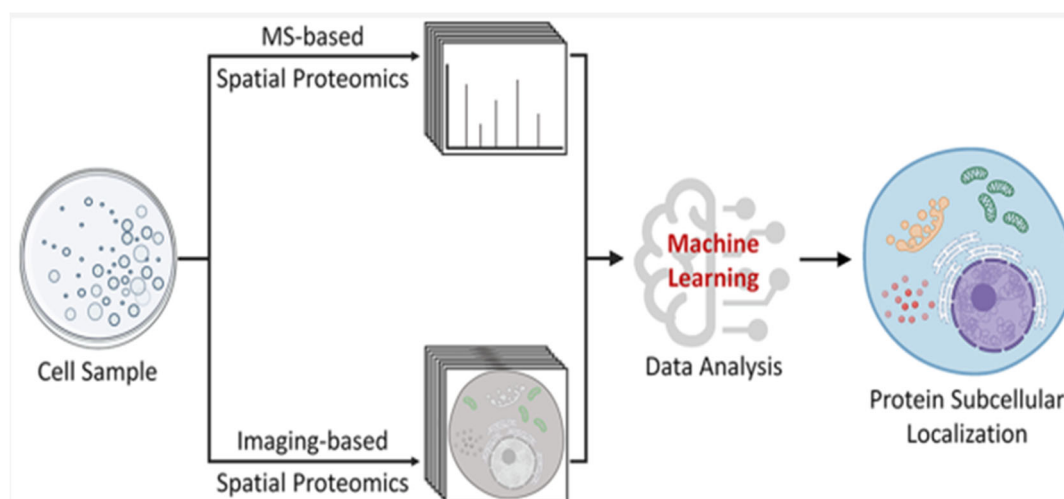 MS-based
Spatial Proteomics
Cell Sample
Imaging-based
Spatial Proteomics
Machine
Learning
Data Analysis
Protein Subcellular
Localization